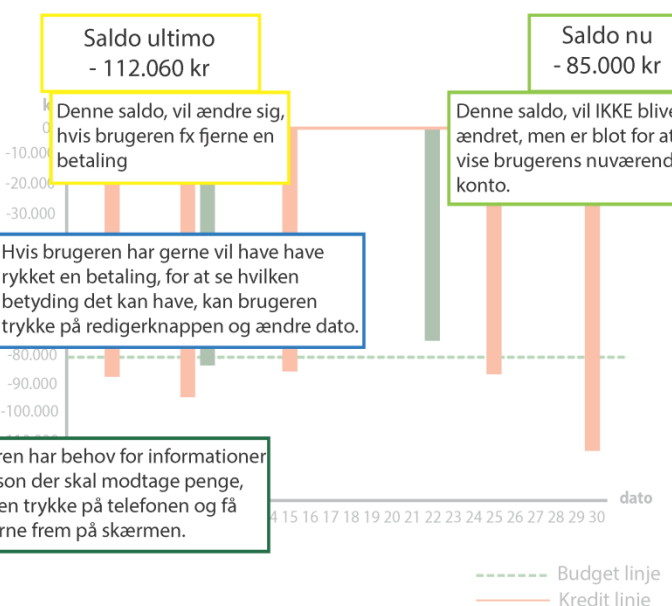 Saldo ultimo
- 112.060 kr
Saldo nu
- 85.000 kr
Denne saldo, vil ændre sig,
hvis brugeren fx fjerne en
betaling
Denne saldo, vil IKKE blive
ændret, men er blot for at
vise brugerens nuværend
konto.
0
-10.000
-20.000
-30.000
Hvis brugeren har gerne vil have have
rykket en betaling, for at se hvilken
betyding det kan have, kan brugeren
trykke på redigerknappen og ændre dato.
-80.000
-90.000
-100.000
ren har behov for informationer
son der skal modtage penge,
en trykke på telefonen og få
rne frem på skærmen.
4 15 16 17 18 19 20 21 22 23 24 25 26 27 28 29 30
dato
Budget linje
Kredit linje